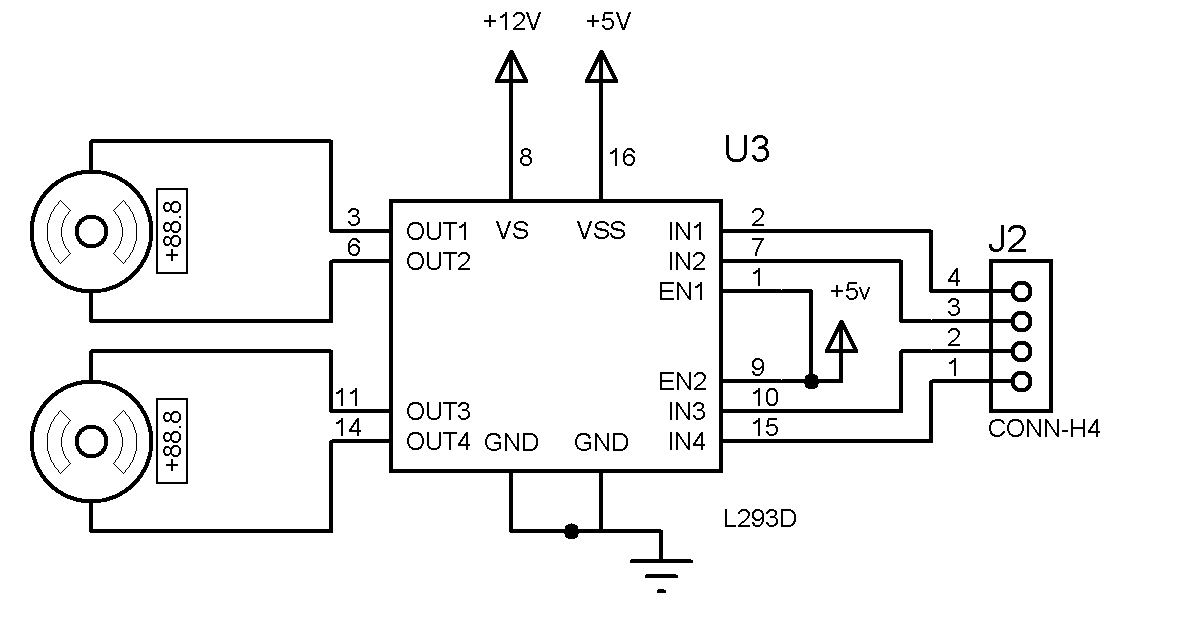 +12V +5V
8 16
U3
+88.8
3 OUT1 VS VSS IN1 2
6 OUT2 IN2 7
J2
EN1 1
+5v
4
3
2
1
EN2 9
+88.8
11 OUT3 IN3 10
14 OUT4 GND GND IN4 15
CONN-H4
L293D